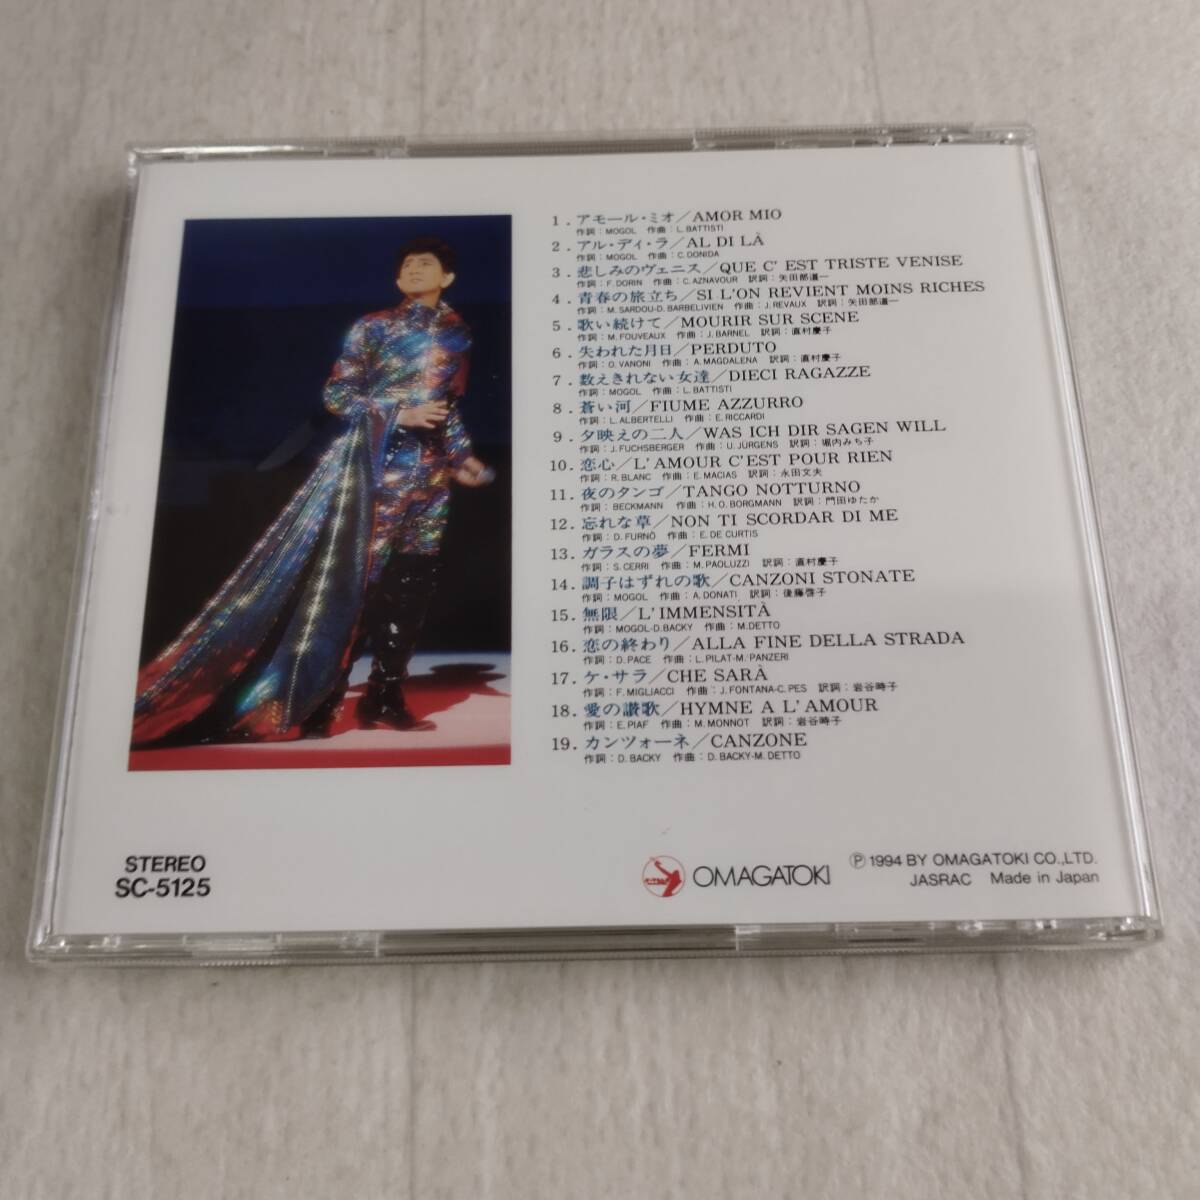 1. アモール・ミオ／AMOR MIO
作詞：MOGOL 作曲：L.BATTISTI
2. アル・ディ・ラ／AL DI LÀ
作詞：MOGOL 作曲：C.DONIDA
3. 悲しみのヴェニス／QUE C' EST TRISTE VENISE
作詞：F.DORIN 作曲：C.AZNAVOUR 訳詞：矢田部道一
4. 青春の旅立ち／SI L'ON REVIENT MOINS RICHES
作詞：M.SARDOU-D.BARBELIVIEN 作曲：J.REVAUX 訳詞：矢田部道一
5. 歌い続けて／MOURIR SUR SCENE
作詞：M.FOUVEAUX 作曲：J.BARNEL 訳詞：直村慶子
6. 失われた月日／PERDUTO
作詞：O.VANONI 作曲：A.MAGDALENA 訳詞：直村慶子
7. 数えきれない女達／DIECI RAGAZZE
作詞：MOGOL 作曲：L.BATTISTI
8. 蒼い河／FIUME AZZURRO
作詞：L.ALBERTELLI 作曲：E.RICCARDI
9. 夕映えの二人／WAS ICH DIR SAGEN WILL
作詞：J.FUCHSBERGER 作曲：U.JÜRGENS 訳詞：堀内みち子
10. 恋心／L' AMOUR C'EST POUR RIEN
作詞：R.BLANC 作曲：E.MACIAS 訳詞：永田文夫
11. 夜のタンゴ／TANGO NOTTURNO
作詞：BECKMANN 作曲：H.O.BORGMANN 訳詞：門田ゆたか
12. 忘れな草／NON TI SCORDAR DI ME
作詞：D.FURNÒ 作曲：E.DE CURTIS
13. ガラスの夢／FERMI
作詞：S.CERRI 作曲：M.PAOLUZZI 訳詞：直村慶子
14. 調子はずれの歌／CANZONI STONATE
作詞：MOGOL 作曲：A.DONATI 訳詞：後藤啓子
15. 無限／L' IMMENSITÀ
作詞：MOGOL-D.BACKY 作曲：M.DETTO
16. 恋の終わり／ALLA FINE DELLA STRADA
作詞：D.PACE 作曲：L.PILAT-M.PANZERI
17. ケ・サラ／CHE SARÀ
作詞：F.MIGLIACCI 作曲：J.FONTANA-C.PES 訳詞：岩谷時子
18. 愛の讃歌／HYMNE A L' AMOUR
作詞：E.PIAF 作曲：M.MONNOT 訳詞：岩谷時子
19. カンツォーネ／CANZONE
作詞：D.BACKY 作曲：D.BACKY-M.DETTO
STEREO
SC-5125
OMAGATOKI
Ⓟ 1994 BY OMAGATOKI CO.,LTD.
JASRAC Made in Japan